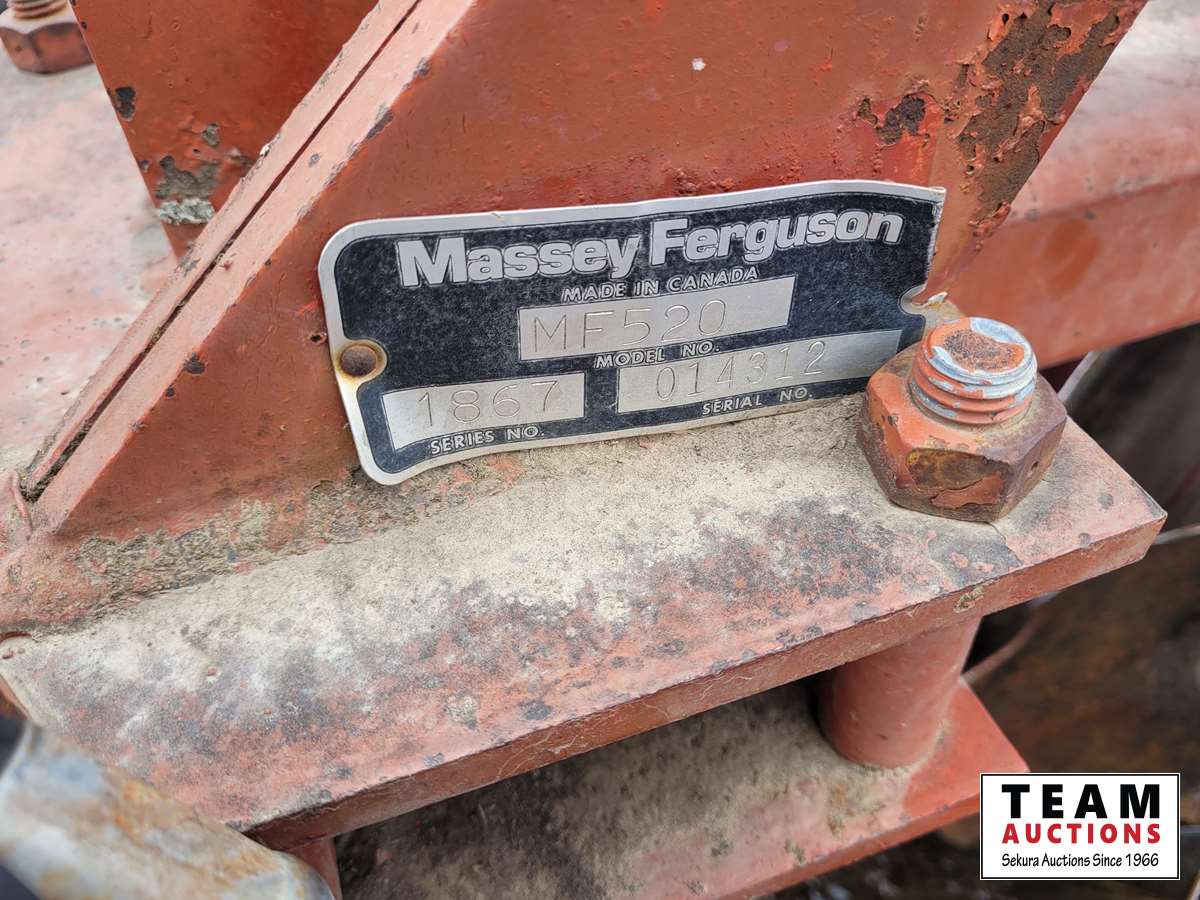 Massey Ferguson
MADE IN CANADA
MF520
MODEL NO.
1867 014312
SERIES NO. SERIAL NO.
TEAM
AUCTIONS
Sekura Auctions Since 1966